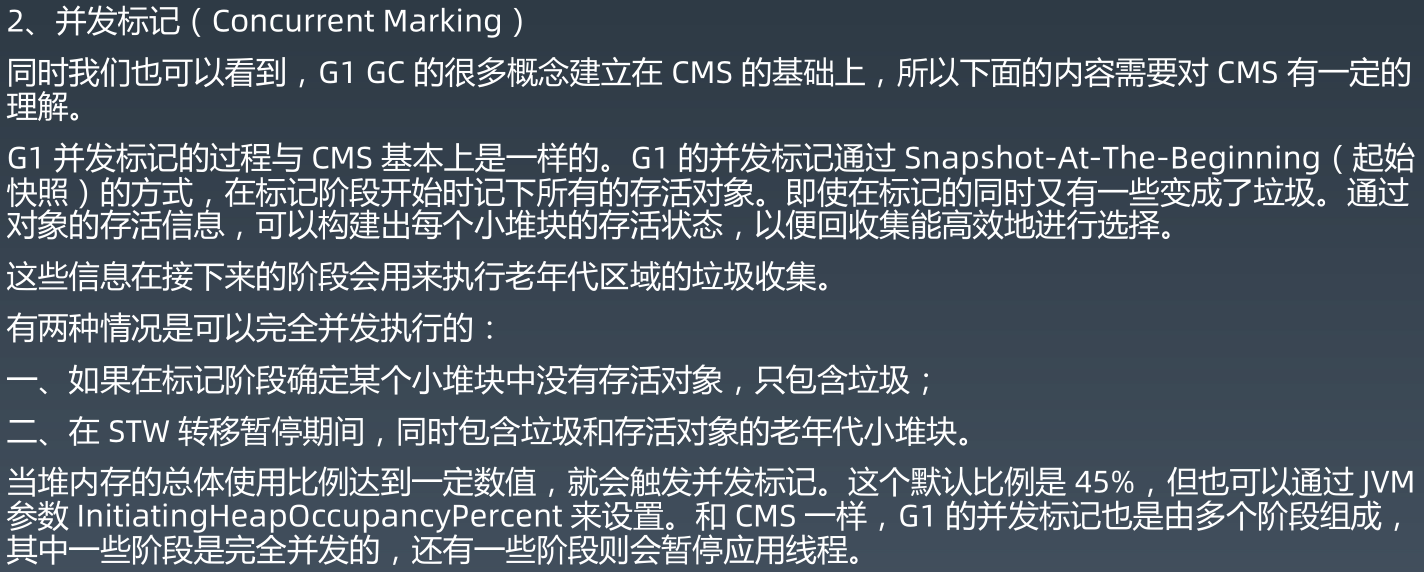 2、并发标记（Concurrent Marking）
同时我们也可以看到，G1 GC 的很多概念建立在 CMS 的基础上，所以下面的内容需要对 CMS 有一定的
理解。
G1 并发标记的过程与 CMS 基本上是一样的。G1 的并发标记通过 Snapshot-At-The-Beginning（起始
快照）的方式，在标记阶段开始时记下所有的存活对象。即使在标记的同时又有一些变成了垃圾。通过
对象的存活信息，可以构建出每个小堆块的存活状态，以便回收集能高效地进行选择。
这些信息在接下来的阶段会用来执行老年代区域的垃圾收集。
有两种情况是可以完全并发执行的：
一、如果在标记阶段确定某个小堆块中没有存活对象，只包含垃圾；
二、在 STW 转移暂停期间，同时包含垃圾和存活对象的老年代小堆块。
当堆内存的总体使用比例达到一定数值，就会触发并发标记。这个默认比例是 45%，但也可以通过 JVM
参数 InitiatingHeapOccupancyPercent 来设置。和 CMS 一样，G1 的并发标记也是由多个阶段组成，
其中一些阶段是完全并发的，还有一些阶段则会暂停应用线程。